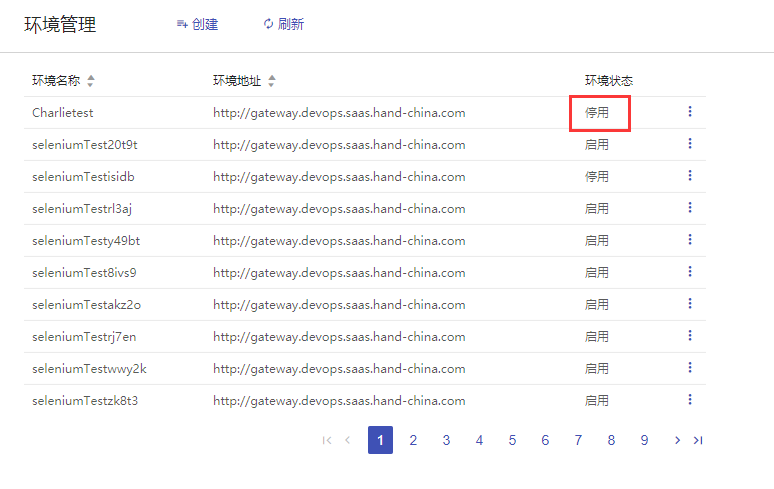 环境管理 创建 刷新
环境名称 环境地址 环境状态
Charlietest http://gateway.devops.saas.hand-china.com 停用
seleniumTest20t9t http://gateway.devops.saas.hand-china.com 启用
seleniumTestisidb http://gateway.devops.saas.hand-china.com 停用
seleniumTestrl3aj http://gateway.devops.saas.hand-china.com 启用
seleniumTesty49bt http://gateway.devops.saas.hand-china.com 启用
seleniumTest8ivs9 http://gateway.devops.saas.hand-china.com 启用
seleniumTestakz2o http://gateway.devops.saas.hand-china.com 启用
seleniumTestrj7en http://gateway.devops.saas.hand-china.com 启用
seleniumTestwwy2k http://gateway.devops.saas.hand-china.com 启用
seleniumTestzk8t3 http://gateway.devops.saas.hand-china.com 启用
1 2 3 4 5 6 7 8 9